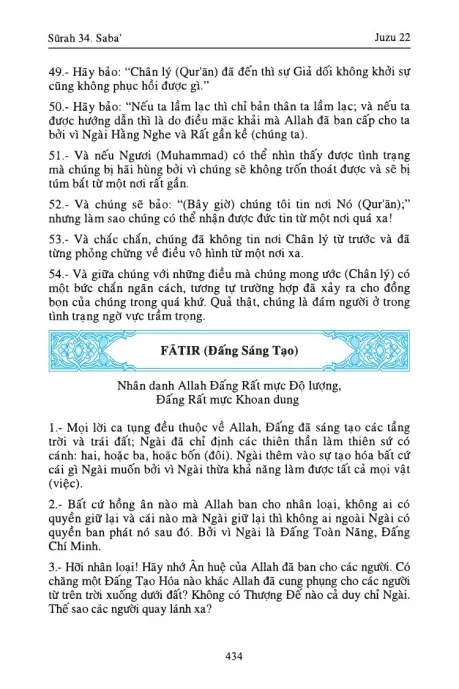 Sūrah 34. Saba’ Juzu 22
49.- Hãy bảo: “Chân lý (Qur’ān) đã đến thì sự Giả dối không khởi sự
cũng không phục hồi được gì.”
50.- Hãy bảo: “Nếu ta lầm lạc thì chỉ bản thân ta lầm lạc; và nếu ta
được hướng dẫn thì là do điều mặc khải mà Allah đã ban cấp cho ta
bởi vì Ngài Hằng Nghe và Rất gần kề (chúng ta).
51.- Và nếu Ngươi (Muhammad) có thể nhìn thấy được tình trạng
mà chúng bị hãi hùng bởi vì chúng sẽ không trốn thoát được và sẽ bị
túm bắt từ một nơi rất gần.
52.- Và chúng sẽ bảo: “(Bây giờ) chúng tôi tin nơi Nó (Qur’ān);”
nhưng làm sao chúng có thể nhận được đức tin từ một nơi quá xa!
53.- Và chắc chắn, chúng đã không tin nơi Chân lý từ trước và đã
từng phỏng chừng về điều vô hình từ một nơi xa.
54.- Và giữa chúng với những điều mà chúng mong ước (Chân lý) có
một bức chắn ngăn cách, tương tự trường hợp đã xảy ra cho đồng
bọn của chúng trong quá khứ. Quả thật, chúng là đám người ở trong
tình trạng ngờ vực trầm trọng.
FĀTIR (Đấng Sáng Tạo)
Nhân danh Allah Đấng Rất mực Độ lượng,
Đấng Rất mực Khoan dung
1.- Mọi lời ca tụng đều thuộc về Allah, Đấng đã sáng tạo các tầng
trời và trái đất; Ngài đã chỉ định các thiên thần làm thiên sứ có
cánh: hai, hoặc ba, hoặc bốn (đôi). Ngài thêm vào sự tạo hóa bất cứ
cái gì Ngài muốn bởi vì Ngài thừa khả năng làm được tất cả mọi vật
(việc).
2.- Bất cứ hồng ân nào mà Allah ban cho nhân loại, không ai có
quyền giữ lại và cái nào mà Ngài giữ lại thì không ai ngoài Ngài có
quyền ban phát nó sau đó. Bởi vì Ngài là Đấng Toàn Năng, Đấng
Chí Minh.
3.- Hỡi nhân loại! Hãy nhớ Ân huệ của Allah đã ban cho các người. Có
chăng một Đấng Tạo Hóa nào khác Allah đã cung phụng cho các người
từ trên trời xuống dưới đất? Không có Thượng Đế nào cả duy chỉ Ngài.
Thế sao các người quay lánh xa?
434